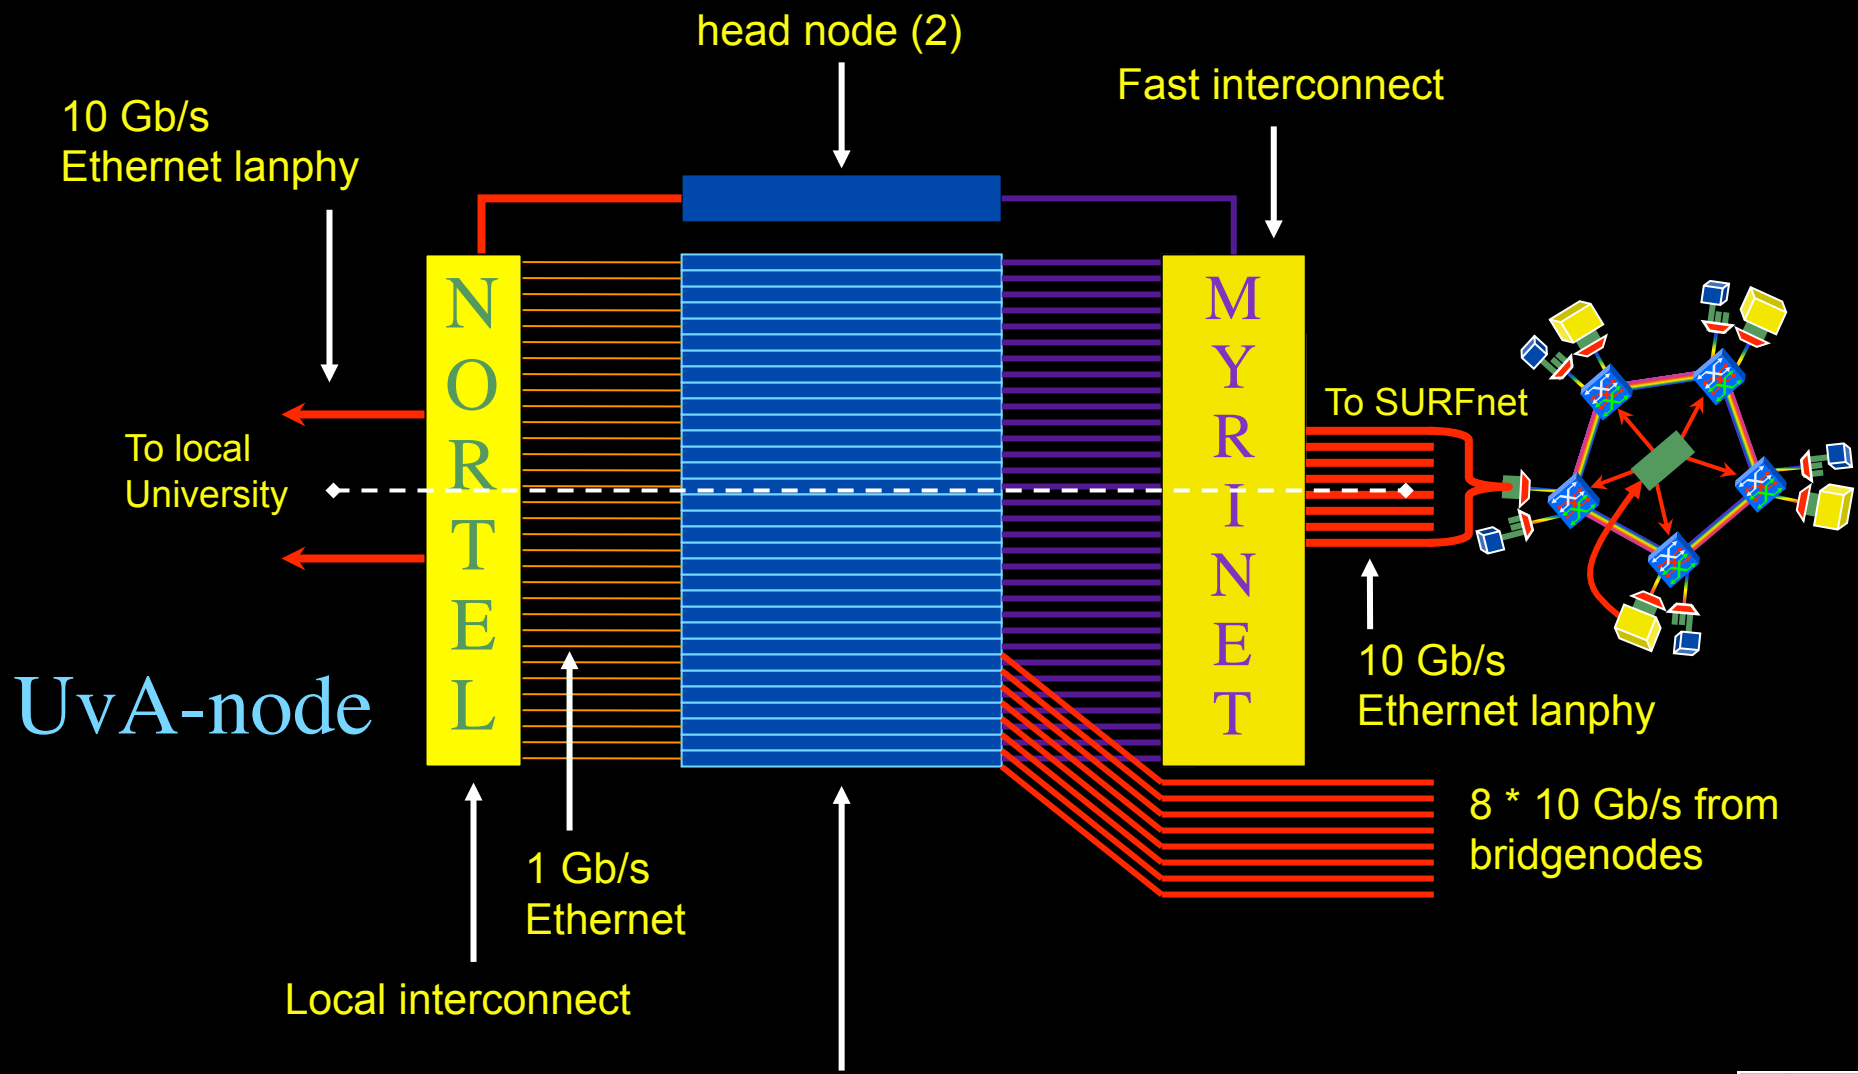 head node (2)
Fast interconnect
10 Gb/s
Ethernet lanphy
NORTEL
MYRINET
To SURFnet
To local
University
UvA-node
10 Gb/s
Ethernet lanphy
8 * 10 Gb/s from
bridgenodes
1 Gb/s
Ethernet
Local interconnect